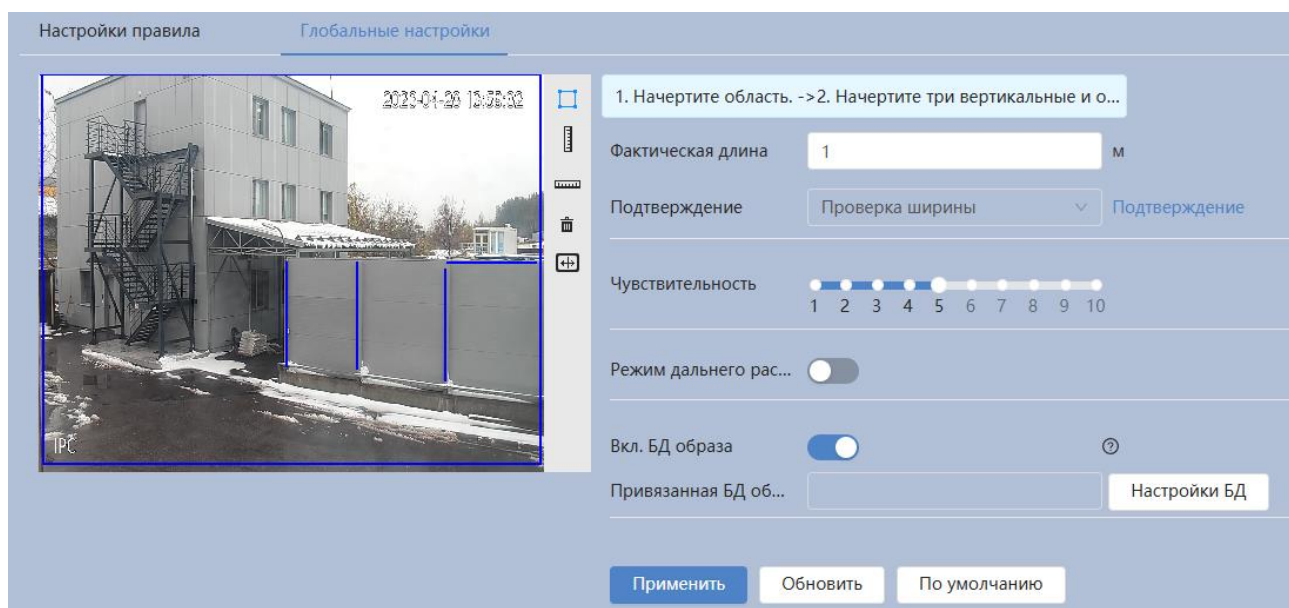 Настройки правила Глобальные настройки
1. Начертите область. ->2. Начертите три вертикальные и о...
Фактическая длина 1 м
Подтверждение Проверка ширины Подтверждение
Чувствительность
1 2 3 4 5 6 7 8 9 10
Режим дальнего рас...
Вкл. БД образа
Привязанная БД об... Настройки БД
Применить Обновить По умолчанию
IPC